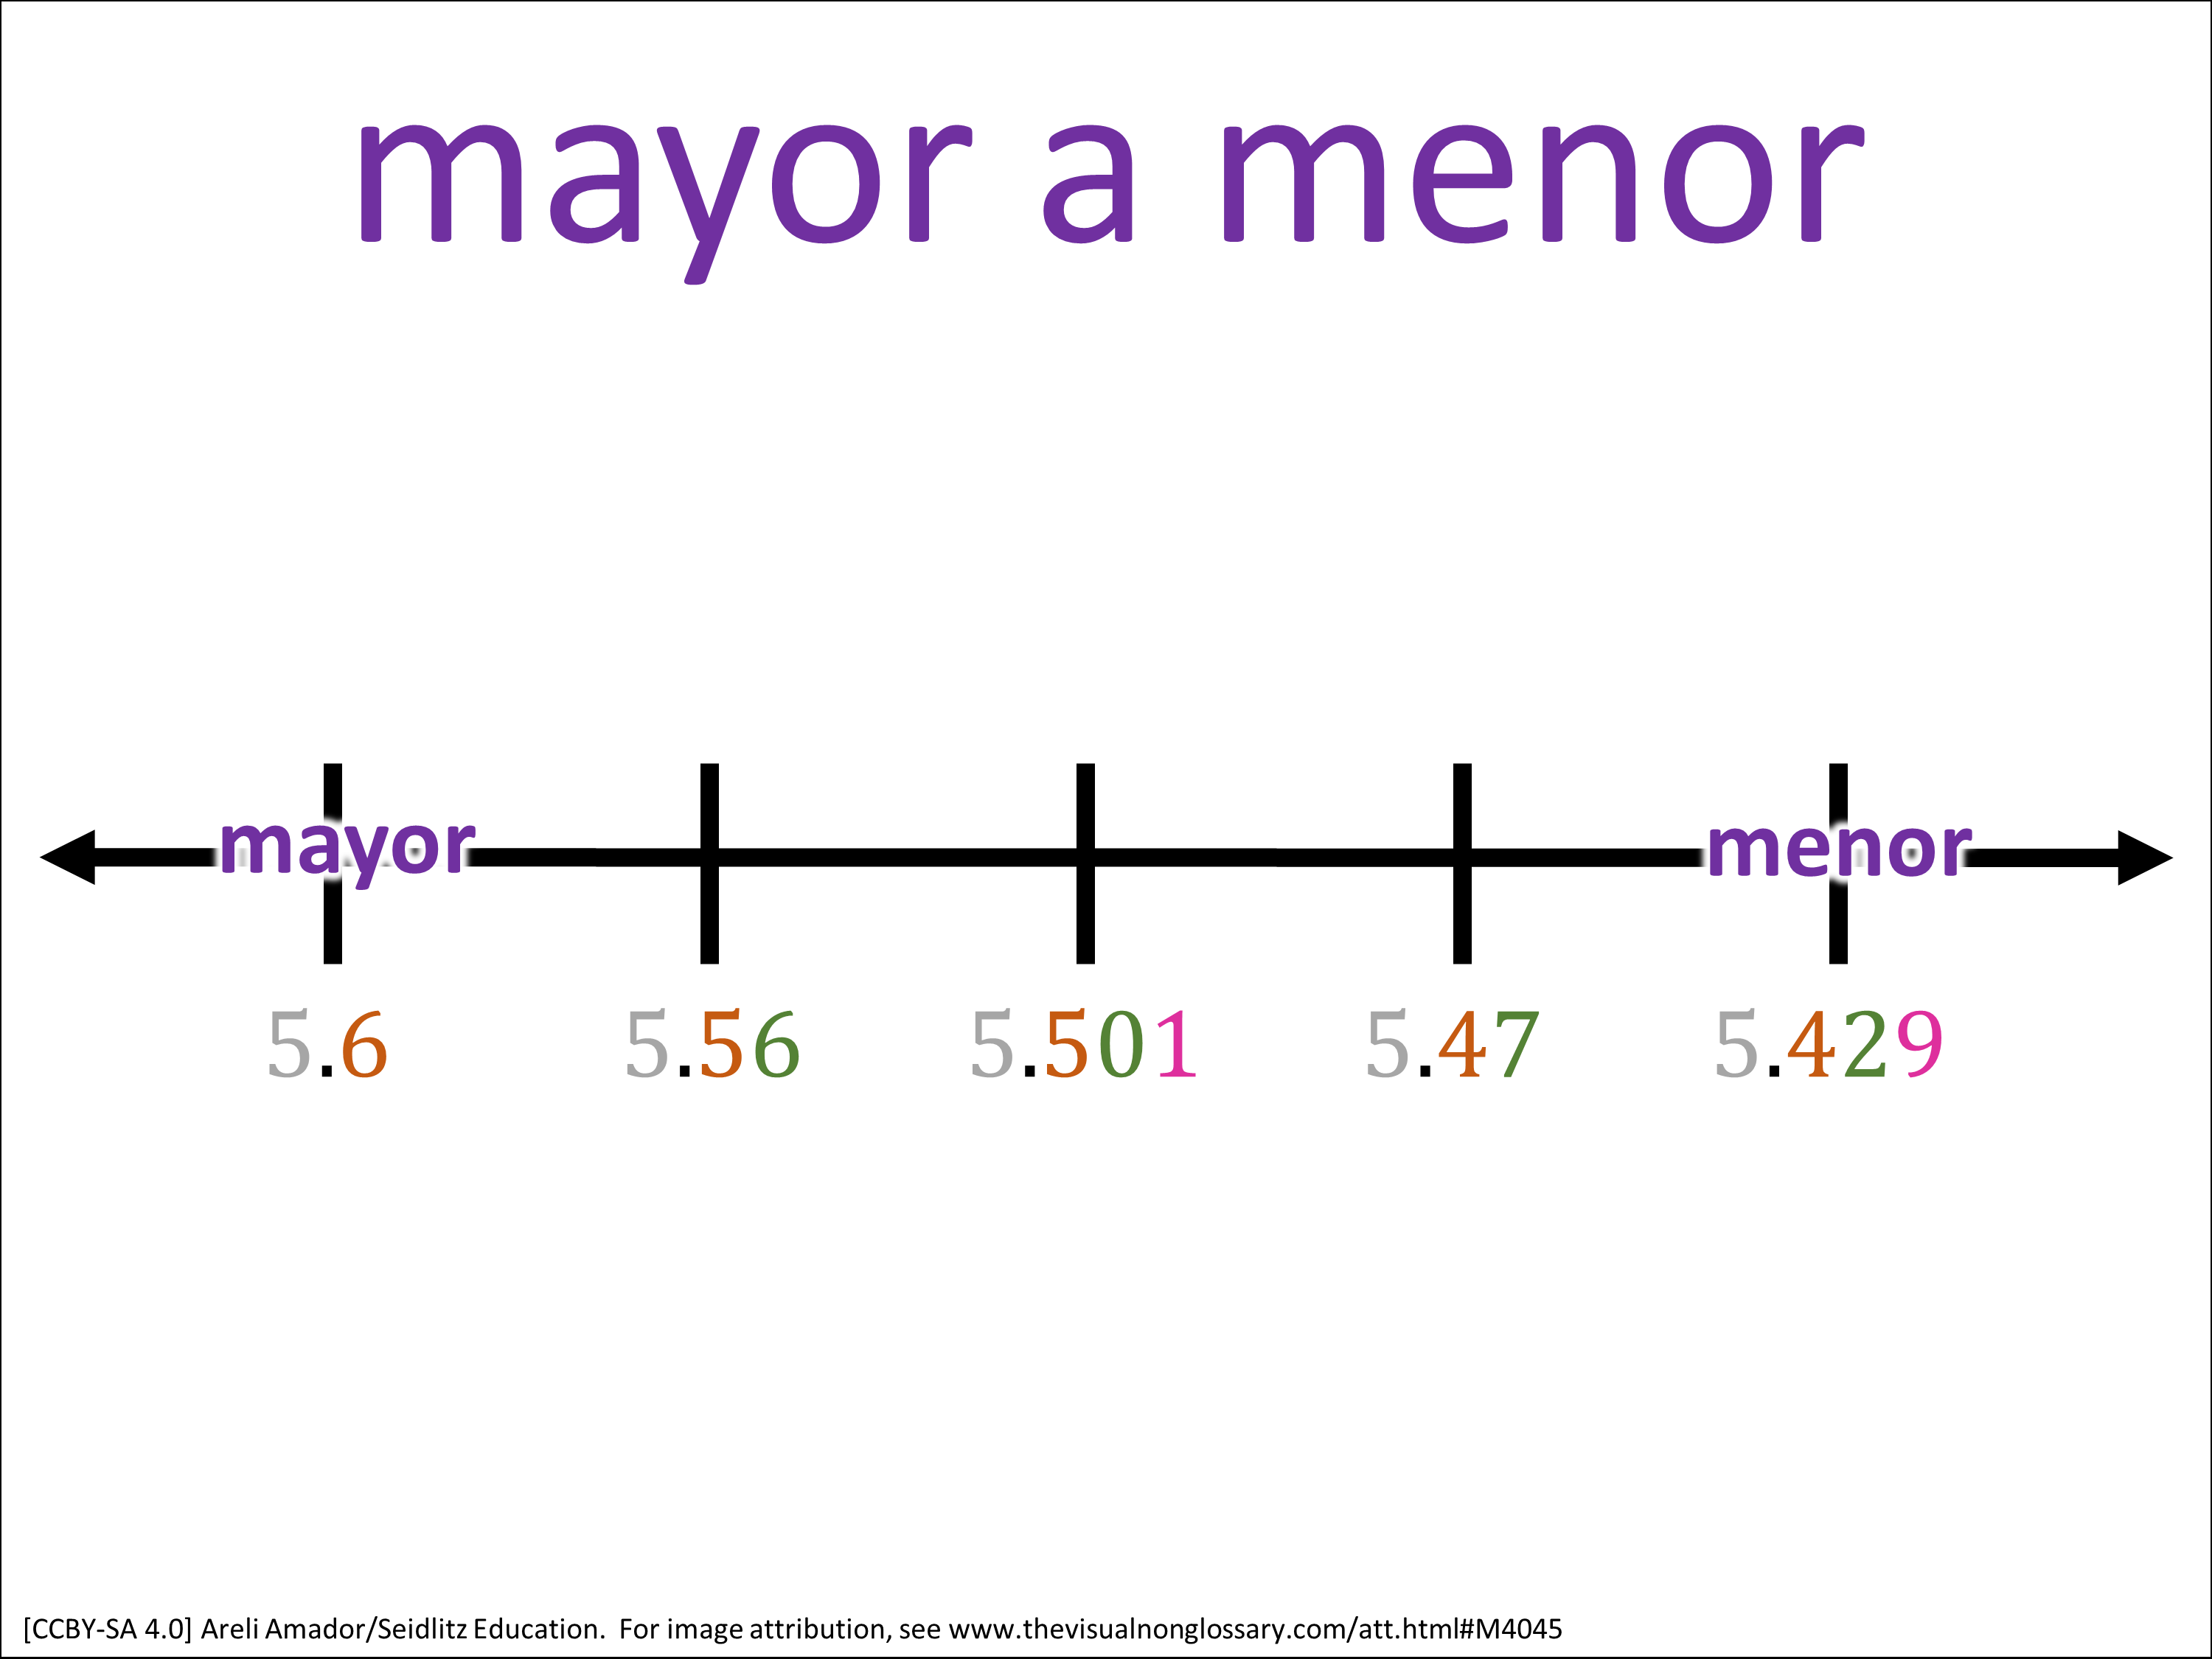 mayor a menor
mayor menor
5.6 5.56 5.501 5.47 5.429
[CCBY-SA 4.0] Areli Amador/Seidlitz Education.  For image attribution, see www.thevisualnonglossary.com/att.html#M4045